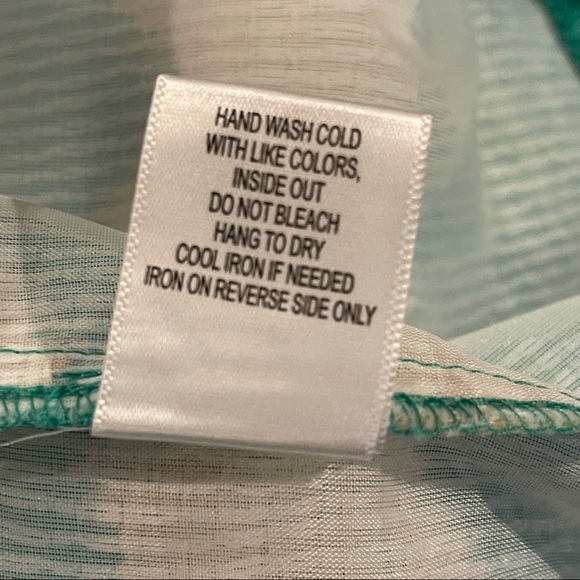 HAND WASH COLD
WITH LIKE COLORS,
INSIDE OUT
DO NOT BLEACH
HANG TO DRY
COOL IRON IF NEEDED
IRON ON REVERSE SIDE ONLY